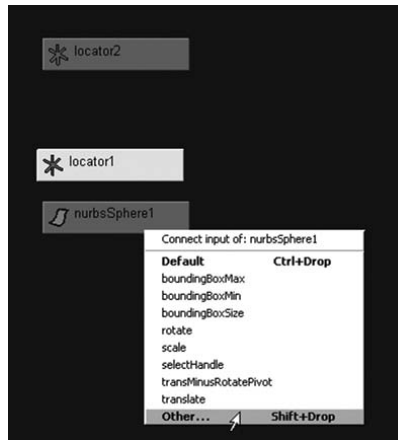 locator2
locator1
nurbsSphere1
Connect input of: nurbsSphere1
Default Ctrl+Drop
boundingBoxMax
boundingBoxMin
boundingBoxSize
rotate
scale
selectHandle
transMinusRotatePivot
translate
Other... Shift+Drop